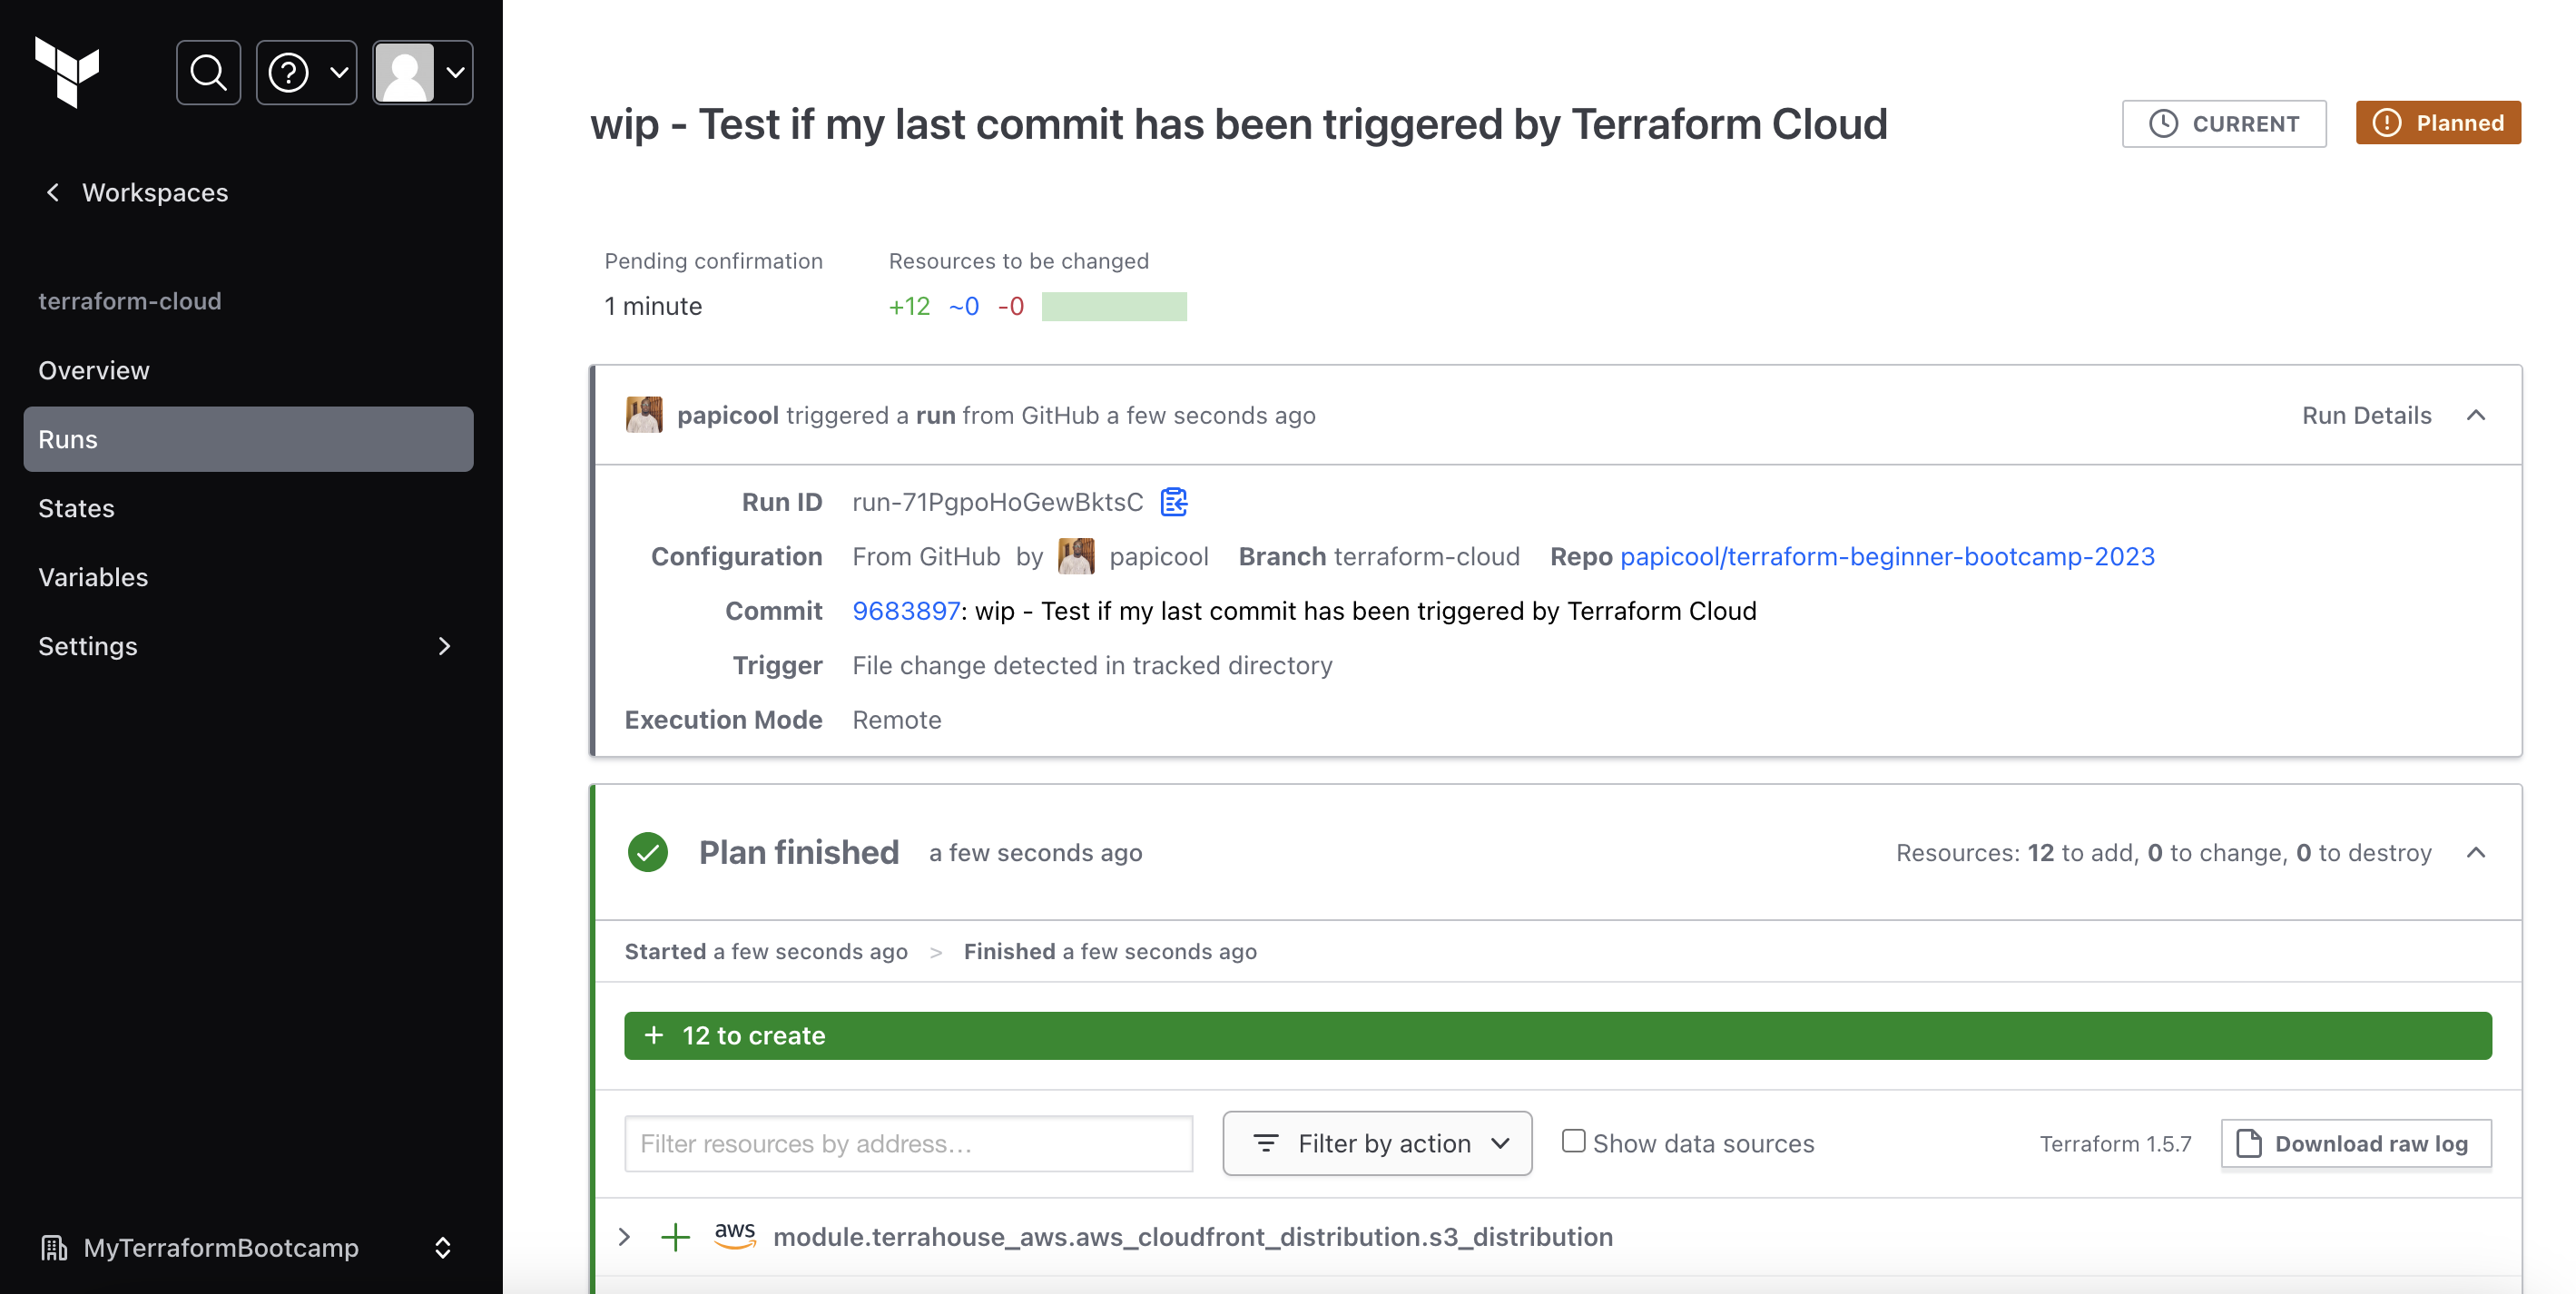 Workspaces
terraform-cloud
Overview
Runs
States
Variables
Settings
MyTerraformBootcamp
wip - Test if my last commit has been triggered by Terraform Cloud
CURRENT
Planned
Pending confirmation
1 minute
Resources to be changed
+12 ~0 -0
papicool triggered a run from GitHub a few seconds ago
Run Details
Run ID run-71PgpoHoGewBktsC
Configuration From GitHub by papicool Branch terraform-cloud Repo papicool/terraform-beginner-bootcamp-2023
Commit 9683897: wip - Test if my last commit has been triggered by Terraform Cloud
Trigger File change detected in tracked directory
Execution Mode Remote
Plan finished a few seconds ago
Resources: 12 to add, 0 to change, 0 to destroy
Started a few seconds ago > Finished a few seconds ago
+ 12 to create
Filter resources by address...
Filter by action
Show data sources
Terraform 1.5.7
Download raw log
aws module.terrahouse_aws.aws_cloudfront_distribution.s3_distribution